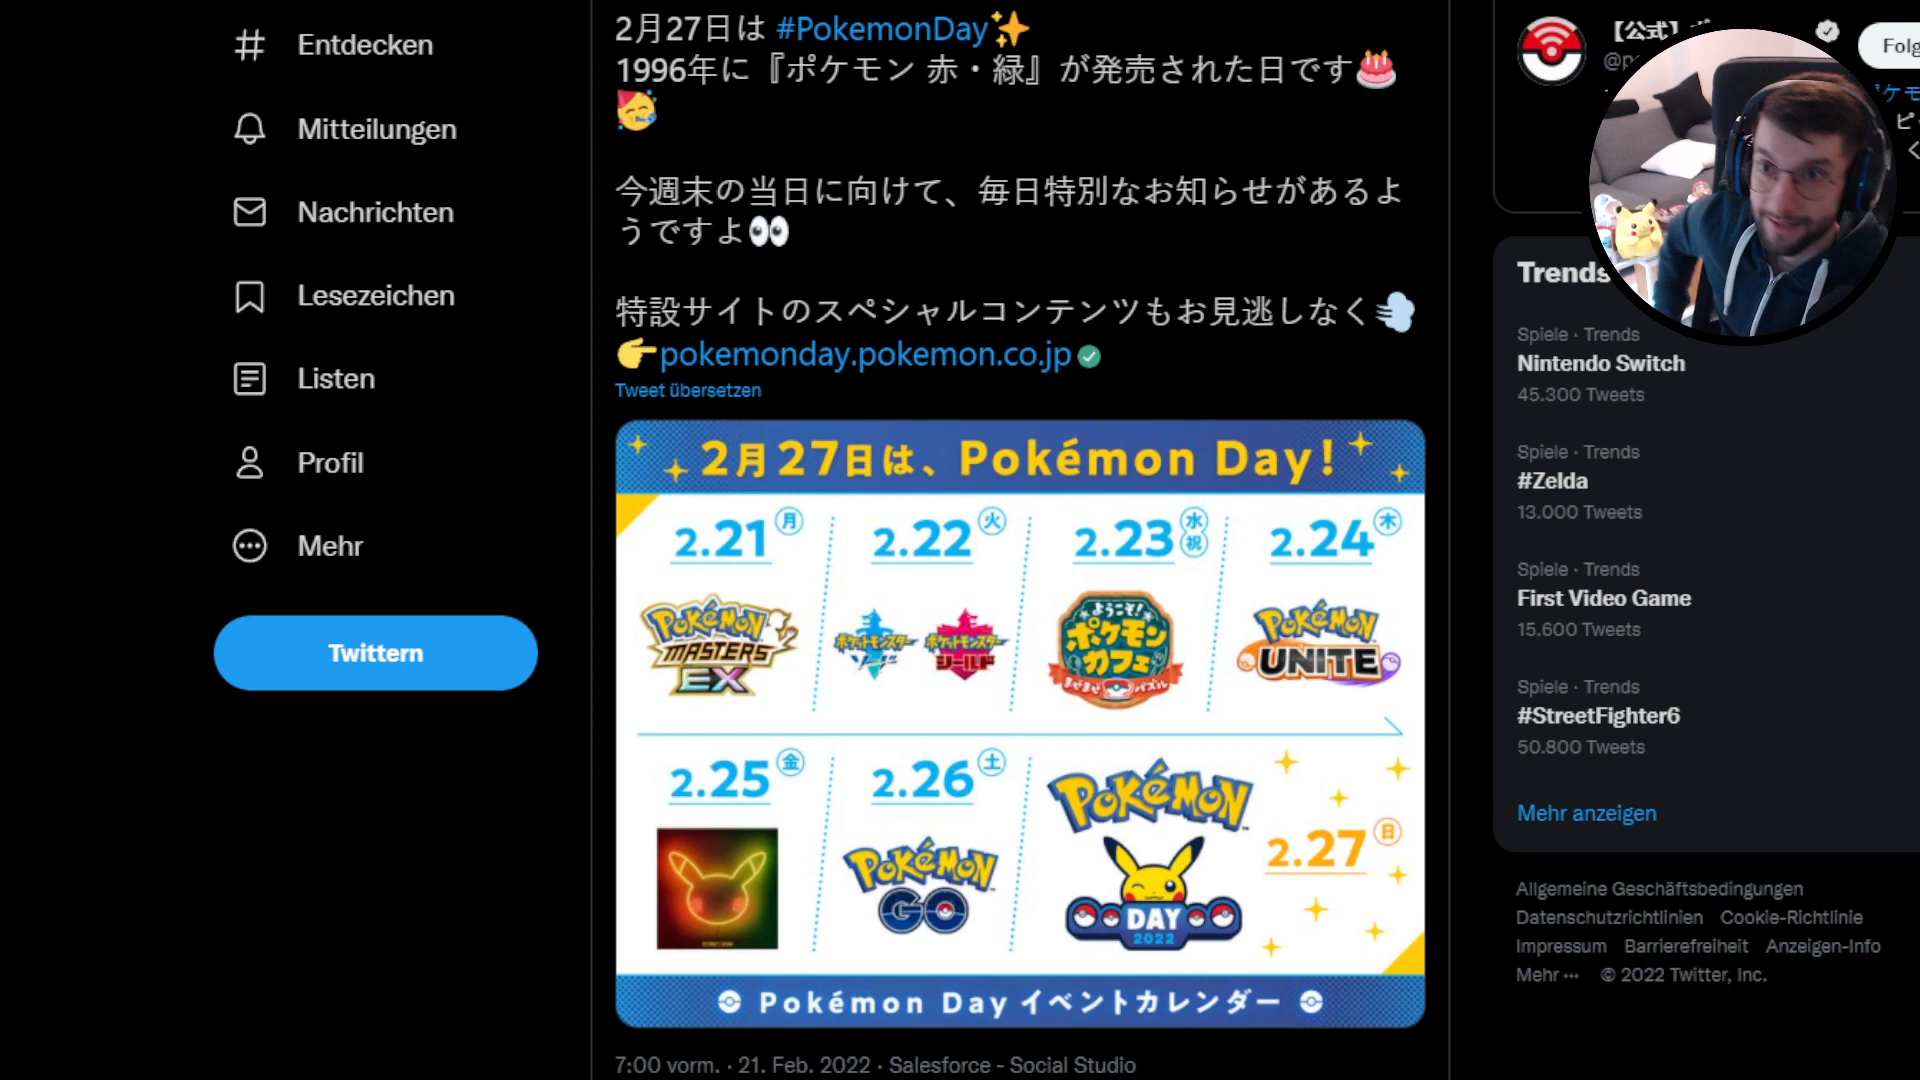 Entdecken
Mitteilungen
Nachrichten
Lesezeichen
Listen
Profil
Mehr
Twittern
2月27日は #PokemonDay
1996年に『ポケモン 赤・緑』が発売された日です
今週末の当日に向けて、毎日特別なお知らせがあるよ
うですよ
特設サイトのスペシャルコンテンツもお見逃しなく
pokemonday.pokemon.co.jp
Tweet übersetzen
2月27日は、Pokémon Day!
2.21 月
2.22 火
2.23 水 祝
2.24 木
POKéMON
MASTERS
EX
ポケットモンスター
ソード
ポケットモンスター
シールド
ようこそ!
ポケモン
カフェ
まぜまぜ パズル
POKéMON
UNITE
2.25 金
2.26 土
POKéMON
GO
POKéMON
DAY
2022
2.27 日
Pokémon Day イベントカレンダー
7:00 vorm. · 21. Feb. 2022 · Salesforce - Social Studio
【公式】
Folg
Trends
Spiele · Trends
Nintendo Switch
45.300 Tweets
Spiele · Trends
#Zelda
13.000 Tweets
Spiele · Trends
First Video Game
15.600 Tweets
Spiele · Trends
#StreetFighter6
50.800 Tweets
Mehr anzeigen
Allgemeine Geschäftsbedingungen
Datenschutzrichtlinien Cookie-Richtlinie
Impressum Barrierefreiheit Anzeigen-Info
Mehr ··· © 2022 Twitter, Inc.